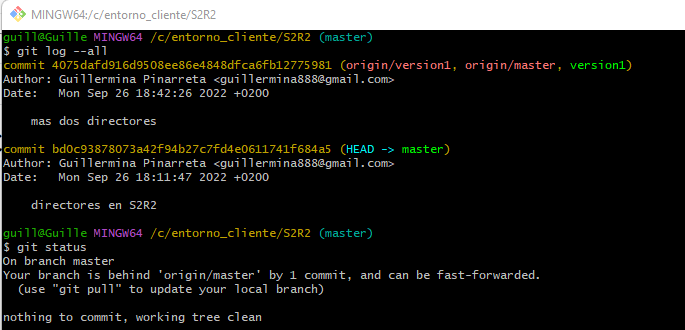 MINGW64:/c/entorno_cliente/S2R2
guill@Guille MINGW64 /c/entorno_cliente/S2R2 (master)
$ git log --all
commit 4075dafd916d9508ee86e4848dfca6fb12775981 (origin/version1, origin/master, version1)
Author: Guillermina Pinarreta <guillermina888@gmail.com>
Date:   Mon Sep 26 18:42:26 2022 +0200
    mas dos directores
commit bd0c93878073a42f94b27c7fd4e0611741f684a5 (HEAD -> master)
Author: Guillermina Pinarreta <guillermina888@gmail.com>
Date:   Mon Sep 26 18:11:47 2022 +0200
    directores en S2R2
guill@Guille MINGW64 /c/entorno_cliente/S2R2 (master)
$ git status
On branch master
Your branch is behind 'origin/master' by 1 commit, and can be fast-forwarded.
  (use "git pull" to update your local branch)
nothing to commit, working tree clean